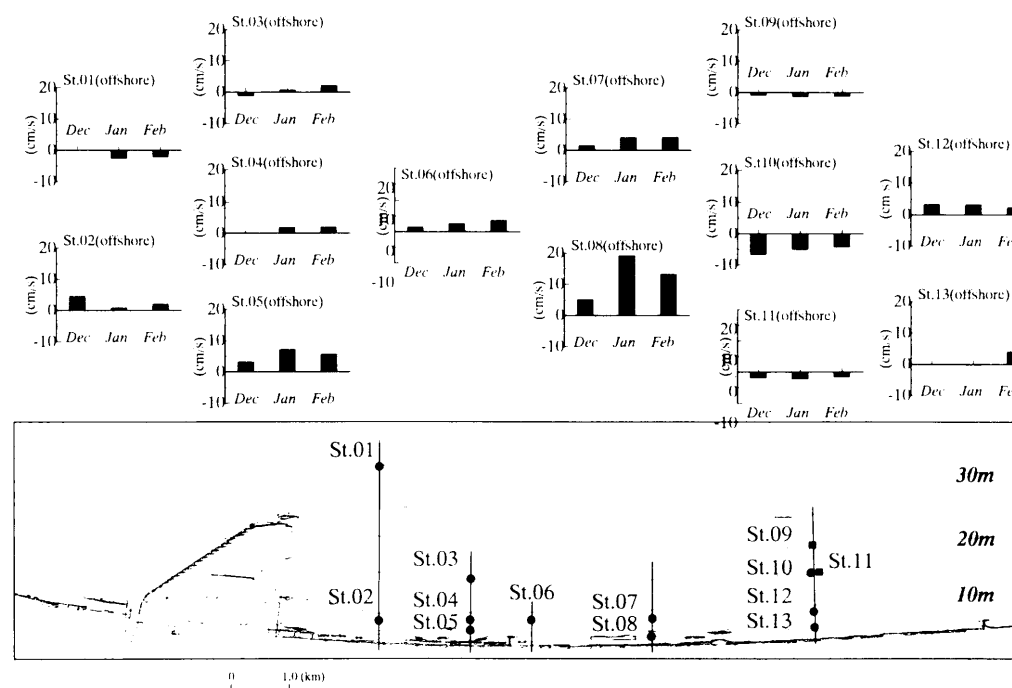 St.01(offshore)
20
10
0
-10
(cm/s)
Dec Jan Feb
St.02(offshore)
20
10
0
-10
(cm/s)
Dec Jan Feb
St.03(offshore)
20
10
0
-10
(cm/s)
Dec Jan Feb
St.04(offshore)
20
10
0
-10
(cm/s)
Dec Jan Feb
St.05(offshore)
20
10
0
-10
(cm/s)
Dec Jan Feb
St.06(offshore)
20
0
-10
(cm/s)
Dec Jan Feb
St.07(offshore)
20
10
0
-10
(cm/s)
Dec Jan Feb
St.08(offshore)
20
10
0
-10
(cm/s)
Dec Jan Feb
St.09(offshore)
20
10
0
-10
(cm/s)
Dec Jan Feb
S.t10(offshore)
20
10
0
-10
(cm/s)
Dec Jan Feb
St.11(offshore)
20
0
-10
(cm/s)
Dec Jan Feb
St.12(offshore)
20
10
0
-10
(cm/s)
Dec Jan Fe
St.13(offshore)
20
10
0
-10
(cm/s)
Dec Jan Fe
St.01
30m
St.09
20m
St.03
St.10
St.11
St.02
St.04
St.06
St.07
St.12
10m
St.05
St.08
St.13
0 1.0 (km)